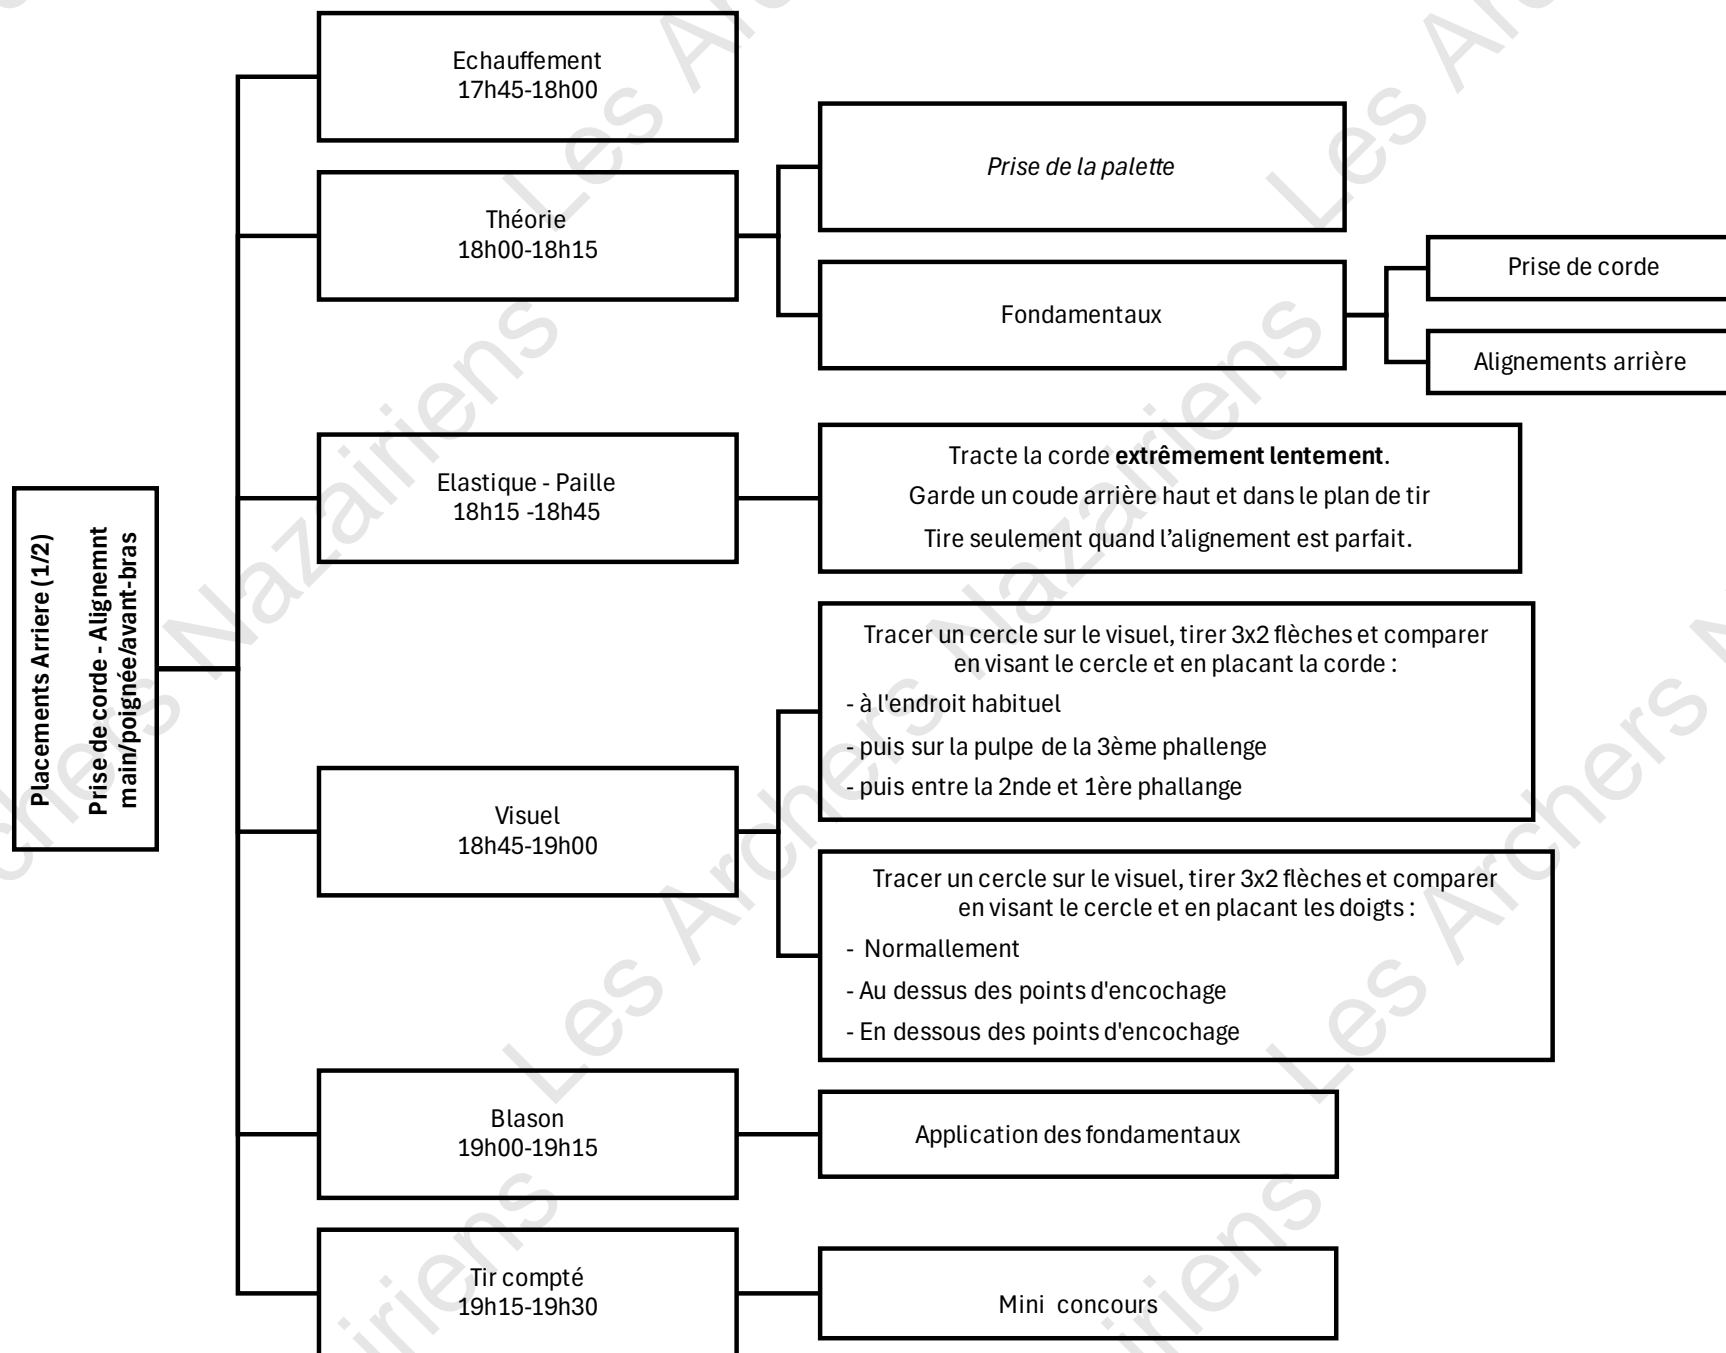 Placements Arriere (1/2)
Prise de corde - Alignemnt
main/poignée/avant-bras
Echauffement
17h45-18h00
Théorie
18h00-18h15
Prise de la palette
Fondamentaux
Prise de corde
Alignements arrière
Elastique - Paille
18h15 -18h45
Tracte la corde extrêmement lentement.
Garde un coude arrière haut et dans le plan de tir
Tire seulement quand l'alignement est parfait.
Visuel
18h45-19h00
Tracer un cercle sur le visuel, tirer 3x2 flèches et comparer
en visant le cercle et en placant la corde :
- à l'endroit habituel
- puis sur la pulpe de la 3ème phallenge
- puis entre la 2nde et 1ère phallange
Tracer un cercle sur le visuel, tirer 3x2 flèches et comparer
en visant le cercle et en placant les doigts :
- Normallement
- Au dessus des points d'encochage
- En dessous des points d'encochage
Blason
19h00-19h15
Application des fondamentaux
Tir compté
19h15-19h30
Mini concours
Les Archers Nazairiens